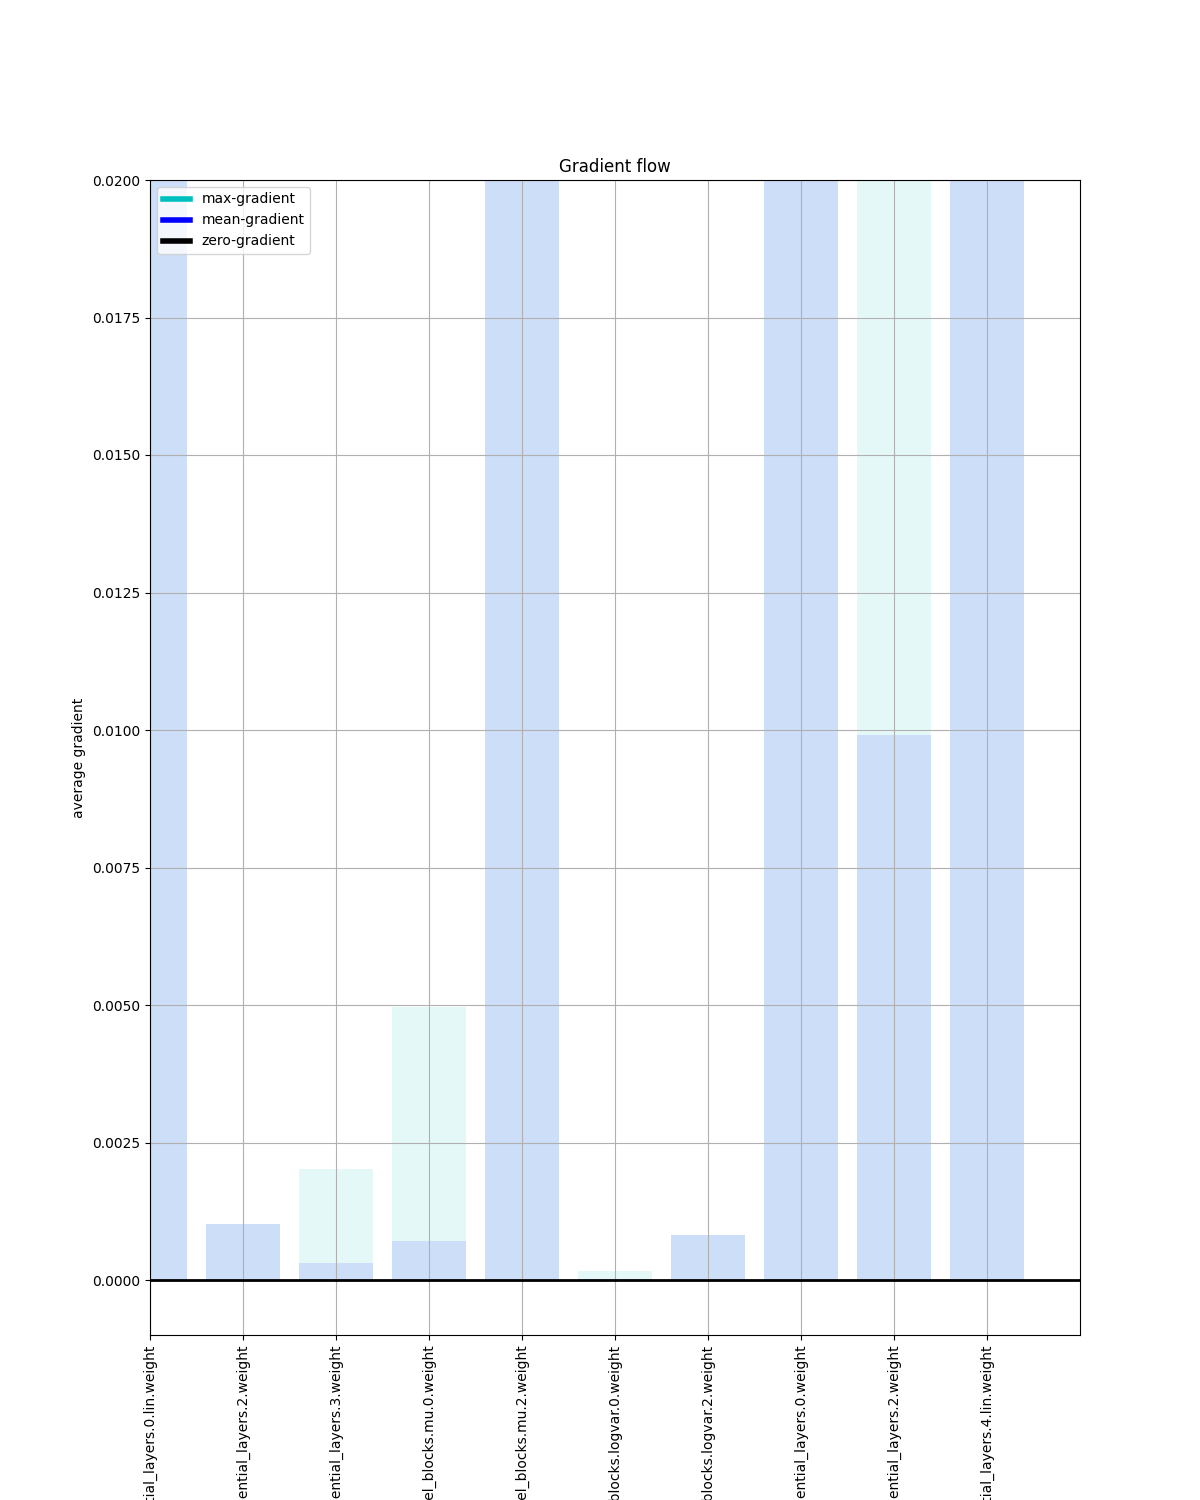 Gradient flow
max-gradient
mean-gradient
zero-gradient
0.0200
0.0175
0.0150
0.0125
0.0100
0.0075
0.0050
0.0025
0.0000
average gradient
tial_layers.0.lin.weight
ential_layers.2.weight
ential_layers.3.weight
el_blocks.mu.0.weight
el_blocks.mu.2.weight
blocks.logvar.0.weight
blocks.logvar.2.weight
ential_layers.0.weight
ential_layers.2.weight
tial_layers.4.lin.weight